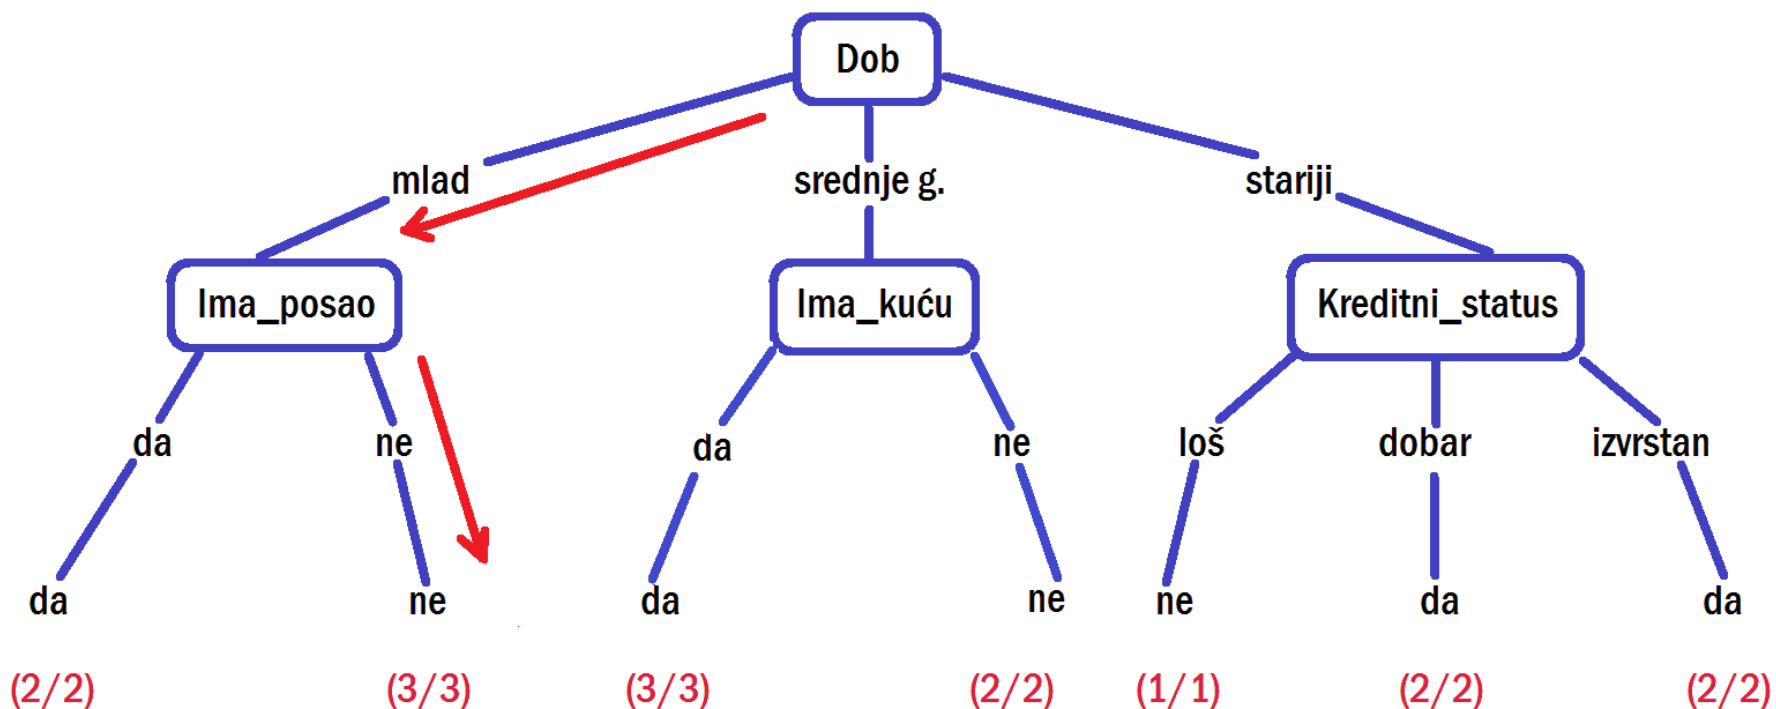 Dob
mlad srednje g. stariji
Ima_posao Ima_kuću Kreditni_status
da ne da ne loš dobar izvrstan
da ne da ne ne da da
(2/2) (3/3) (3/3) (2/2) (1/1) (2/2) (2/2)